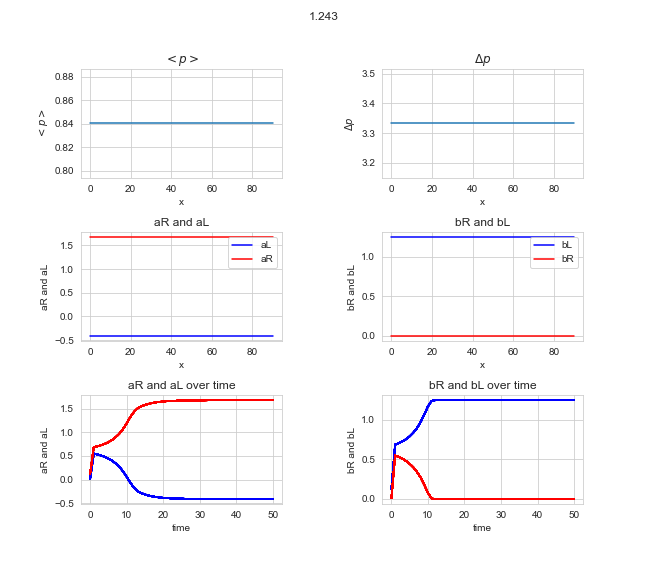 1.243
< p >
Δp
0.88
0.86
0.84
0.82
0.80
< p >
0 20 40 60 80
x
3.5
3.4
3.3
3.2
Δp
0 20 40 60 80
x
aR and aL
bR and bL
1.5
1.0
0.5
0.0
−0.5
aR and aL
aL
aR
0 20 40 60 80
x
1.0
0.5
0.0
bR and bL
bL
bR
0 20 40 60 80
x
aR and aL over time
bR and bL over time
1.5
1.0
0.5
0.0
−0.5
aR and aL
0 10 20 30 40 50
time
1.0
0.5
0.0
bR and bL
0 10 20 30 40 50
time